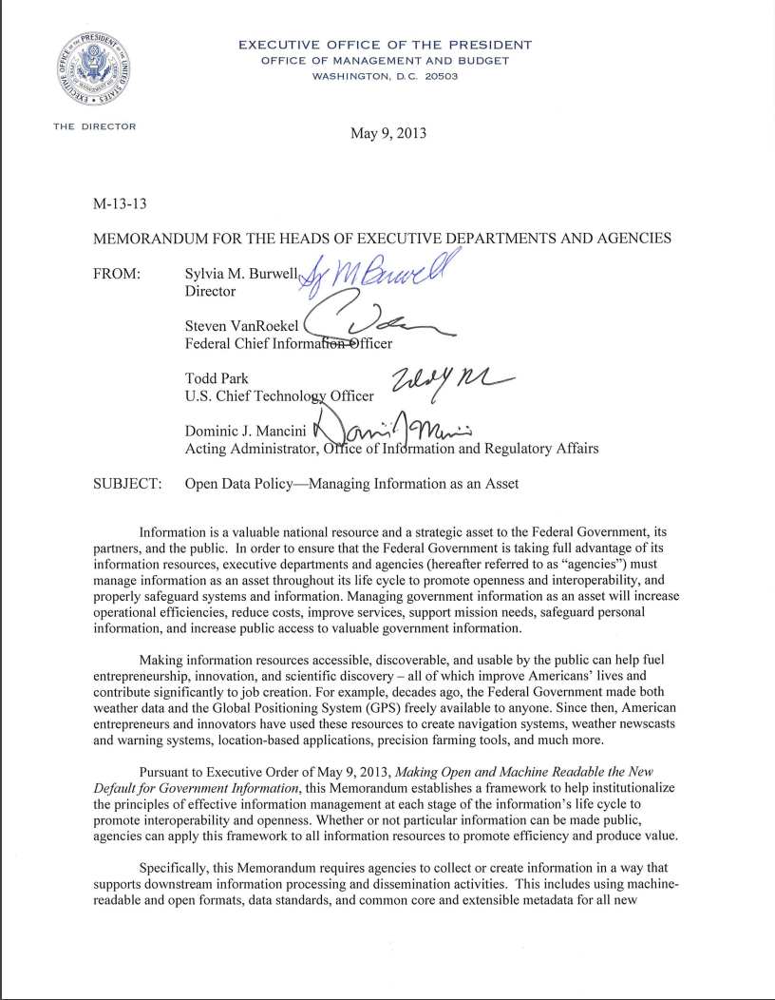 EXECUTIVE OFFICE OF THE PRESIDENT
OFFICE OF MANAGEMENT AND BUDGET
WASHINGTON, D.C. 20503
THE DIRECTOR
May 9, 2013
M-13-13
MEMORANDUM FOR THE HEADS OF EXECUTIVE DEPARTMENTS AND AGENCIES
FROM: Sylvia M. Burwell
Director
Steven VanRoekel
Federal Chief Information Officer
Todd Park
U.S. Chief Technology Officer
Dominic J. Mancini
Acting Administrator, Office of Information and Regulatory Affairs
SUBJECT: Open Data Policy—Managing Information as an Asset
Information is a valuable national resource and a strategic asset to the Federal Government, its
partners, and the public. In order to ensure that the Federal Government is taking full advantage of its
information resources, executive departments and agencies (hereafter referred to as “agencies”) must
manage information as an asset throughout its life cycle to promote openness and interoperability, and
properly safeguard systems and information. Managing government information as an asset will increase
operational efficiencies, reduce costs, improve services, support mission needs, safeguard personal
information, and increase public access to valuable government information.
Making information resources accessible, discoverable, and usable by the public can help fuel
entrepreneurship, innovation, and scientific discovery – all of which improve Americans’ lives and
contribute significantly to job creation. For example, decades ago, the Federal Government made both
weather data and the Global Positioning System (GPS) freely available to anyone. Since then, American
entrepreneurs and innovators have used these resources to create navigation systems, weather newscasts
and warning systems, location-based applications, precision farming tools, and much more.
Pursuant to Executive Order of May 9, 2013, Making Open and Machine Readable the New
Default for Government Information, this Memorandum establishes a framework to help institutionalize
the principles of effective information management at each stage of the information’s life cycle to
promote interoperability and openness. Whether or not particular information can be made public,
agencies can apply this framework to all information resources to promote efficiency and produce value.
Specifically, this Memorandum requires agencies to collect or create information in a way that
supports downstream information processing and dissemination activities. This includes using machine-
readable and open formats, data standards, and common core and extensible metadata for all new